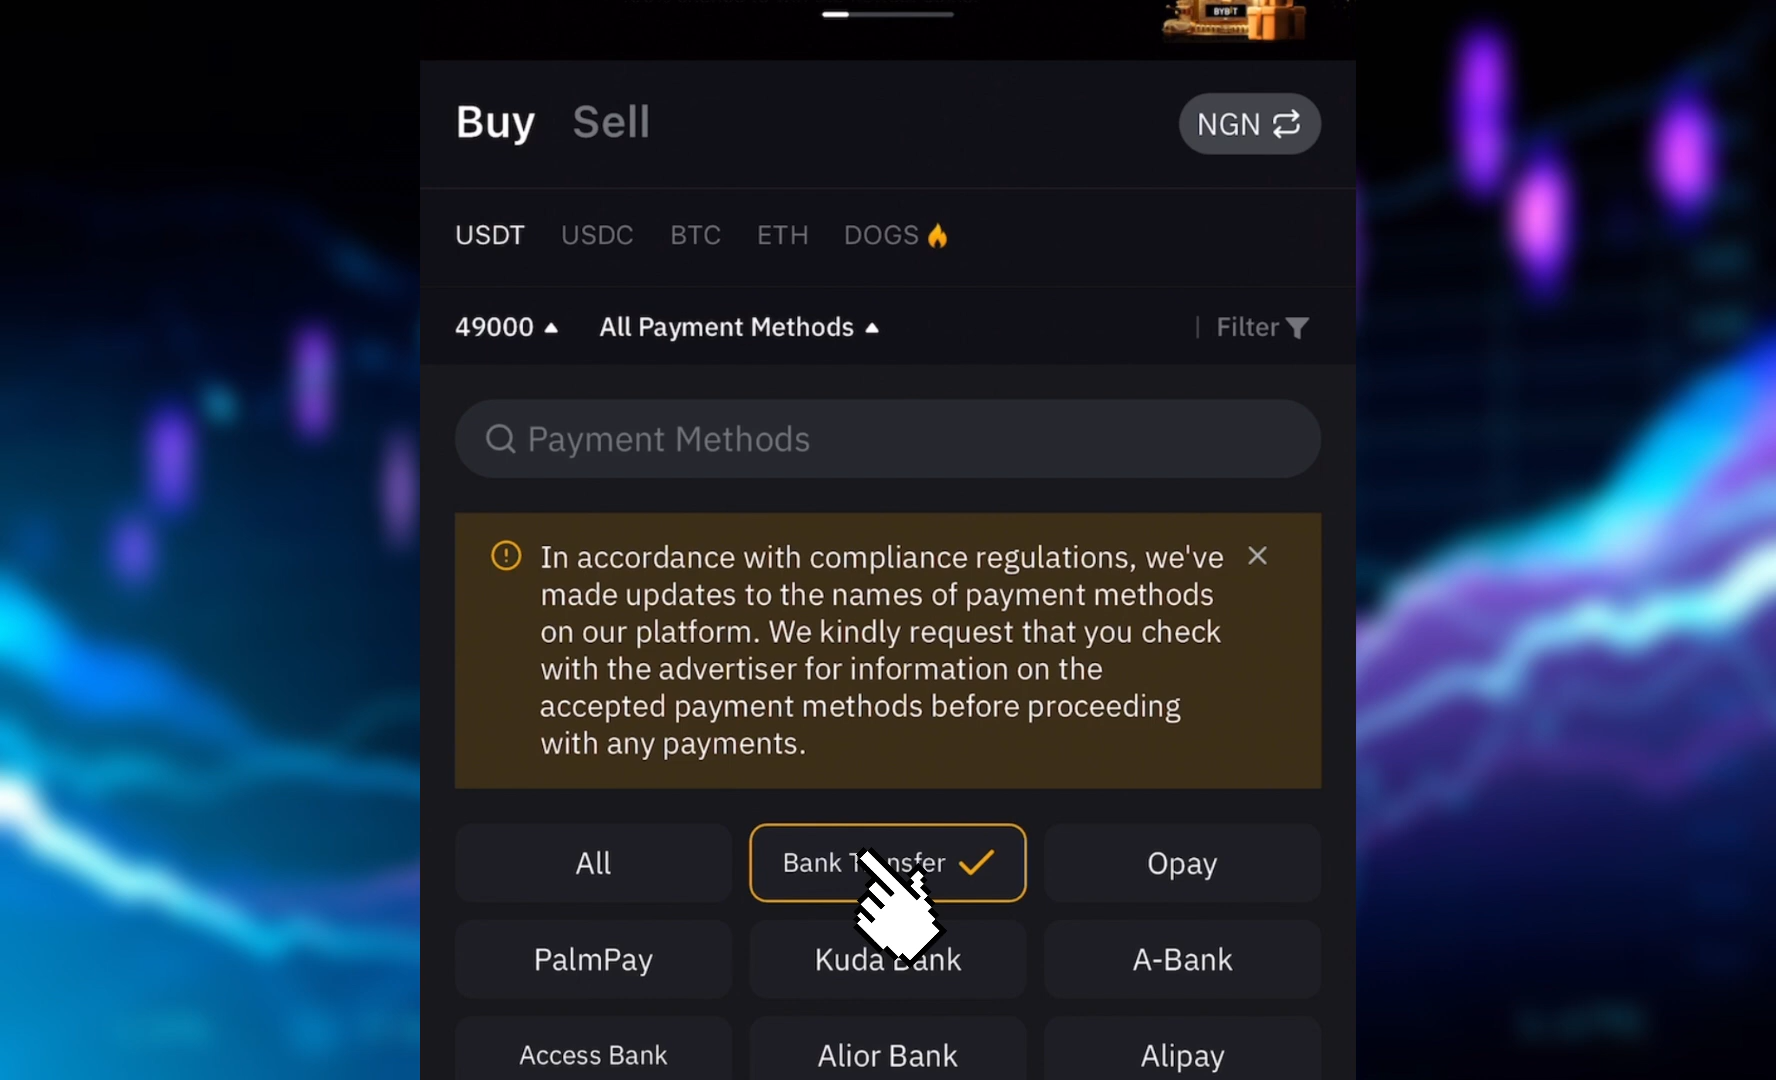 BYBIT
Buy Sell NGN
USDT USDC BTC ETH DOGS
49000 All Payment Methods | Filter
Payment Methods
In accordance with compliance regulations, we've
made updates to the names of payment methods
on our platform. We kindly request that you check
with the advertiser for information on the
accepted payment methods before proceeding
with any payments.
All Bank Transfer Opay
PalmPay Kuda Bank A-Bank
Access Bank Alior Bank Alipay